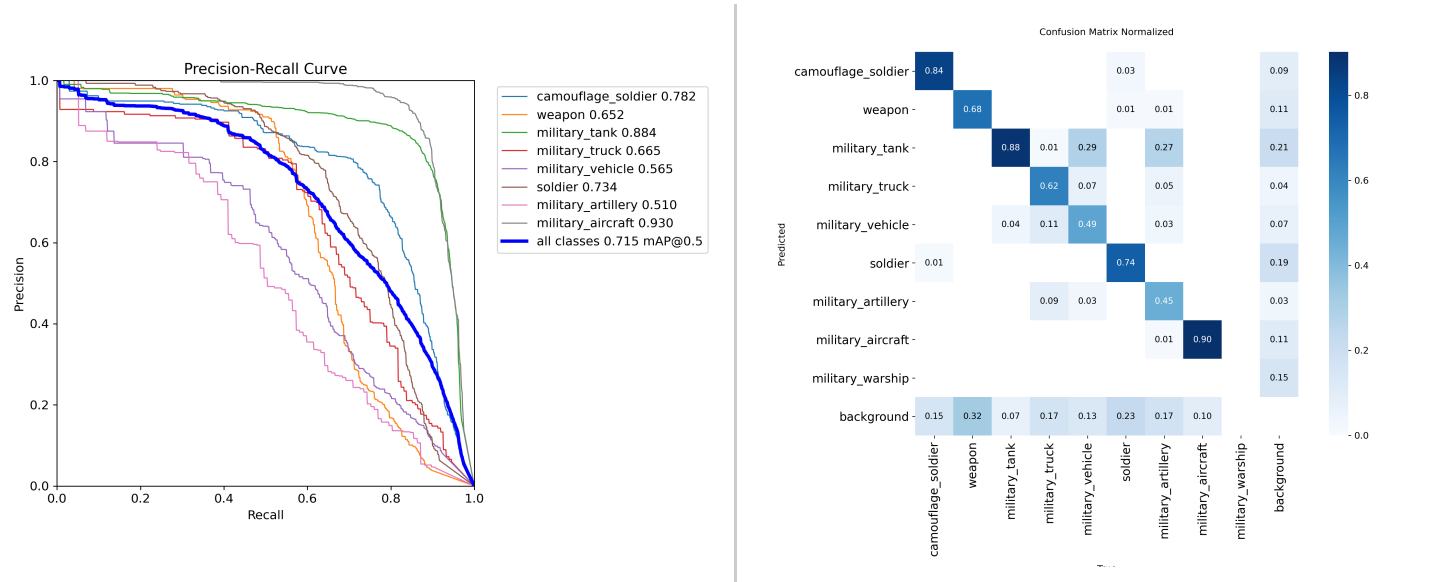 Precision-Recall Curve
1.0
0.8
0.6
0.4
0.2
0.0
Precision
0.0 0.2 0.4 0.6 0.8 1.0
Recall
camouflage_soldier 0.782
weapon 0.652
military_tank 0.884
military_truck 0.665
military_vehicle 0.565
soldier 0.734
military_artillery 0.510
military_aircraft 0.930
all classes 0.715 mAP@0.5
Confusion Matrix Normalized
Predicted
camouflage_soldier 0.84 0.03 0.09
weapon 0.68 0.01 0.01 0.11
military_tank 0.88 0.01 0.29 0.27 0.21
military_truck 0.62 0.07 0.05 0.04
military_vehicle 0.04 0.11 0.49 0.03 0.07
soldier 0.01 0.74 0.19
military_artillery 0.09 0.03 0.45 0.03
military_aircraft 0.01 0.90 0.11
military_warship 0.15
background 0.15 0.32 0.07 0.17 0.13 0.23 0.17 0.10
camouflage_soldier
weapon
military_tank
military_truck
military_vehicle
soldier
military_artillery
military_aircraft
military_warship
background
0.8
0.6
0.4
0.2
0.0